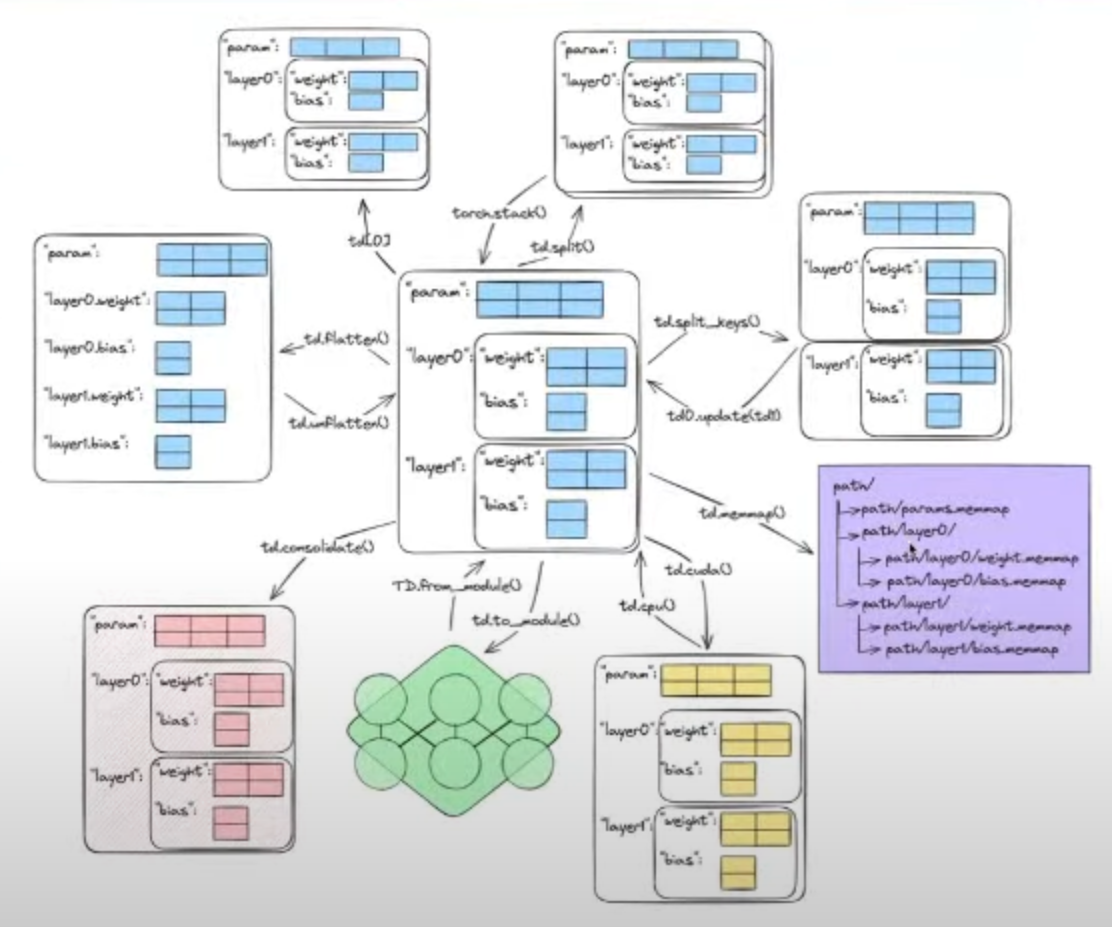 "param":
"layer0": "weight":
"bias":
"layer1": "weight":
"bias":
"param":
"layer0": "weight":
"bias":
"layer1": "weight":
"bias":
torch.stack()
td.split()
td[.0]
"param":
"layer0.weight":
"layer0.bias":
"layer1.weight":
"layer1.bias":
td.flatten()
td.unflatten()
"param":
"layer0": "weight":
"bias":
"layer1": "weight":
"bias":
td.split_keys()
td0.update(td1)
"param":
"layer0": "weight":
"bias":
"layer1": "weight":
"bias":
td.memmap()
path/
path/params.memmap
path/layer0/
path/layer0/weight.memmap
path/layer0/bias.memmap
path/layer1/
path/layer1/weight.memmap
path/layer1/bias.memmap
td.consolidate()
TD.from_module()
td.to_module()
td.cpu()
td.cuda()
"param":
"layer0": "weight":
"bias":
"layer1": "weight":
"bias":
"param":
"layer0": "weight":
"bias":
"layer1": "weight":
"bias":